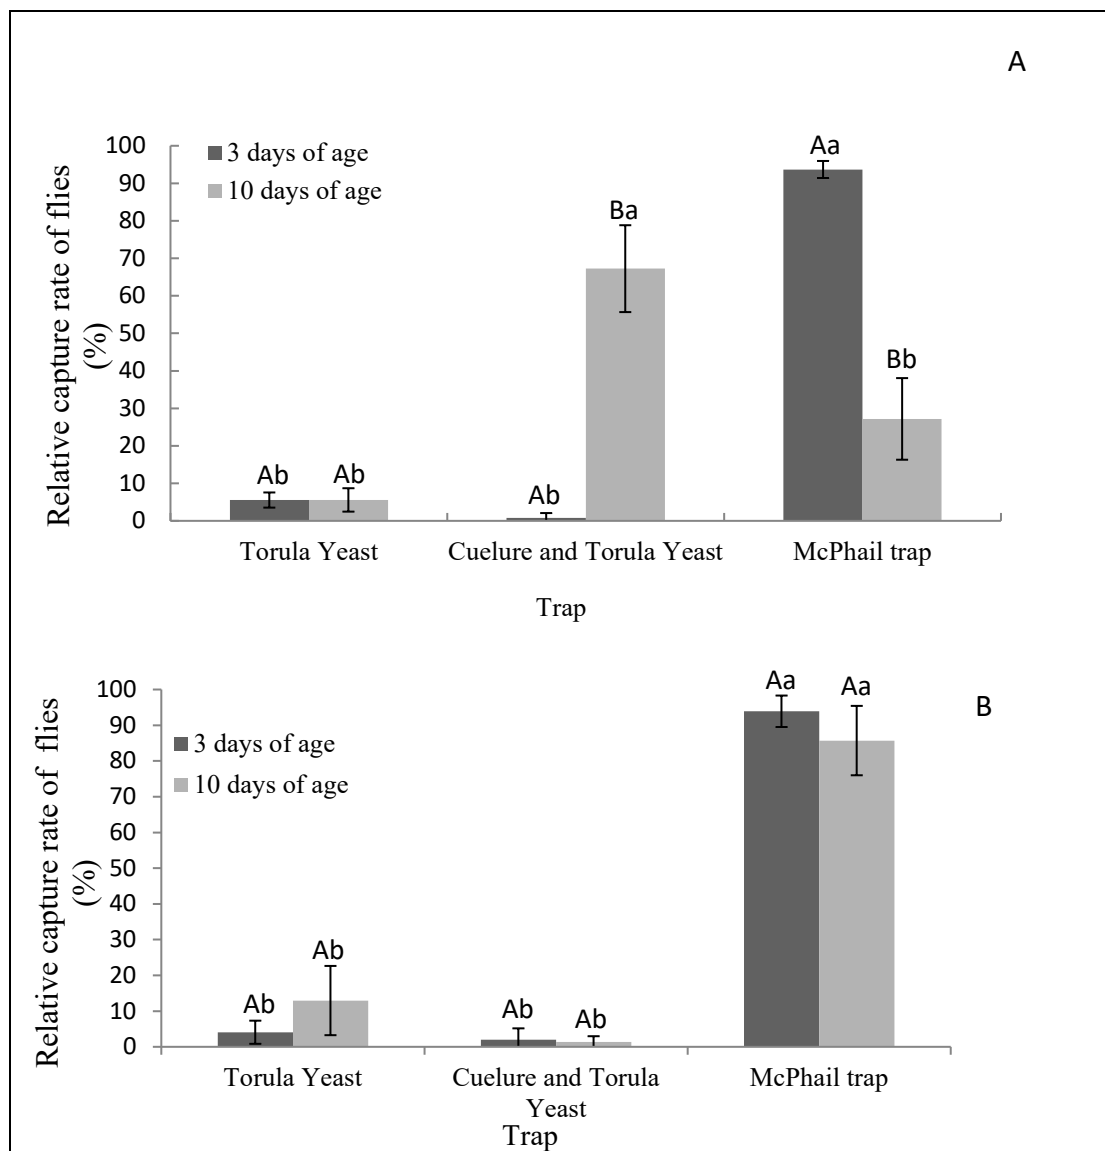 A
Relative capture rate of flies
(%)
100
90
80
70
60
50
40
30
20
10
0
3 days of age
10 days of age
Ab
Ab
Ab
Ba
Aa
Bb
Torula Yeast
Cuelure and Torula Yeast
McPhail trap
Trap
B
Relative capture rate of flies
(%)
100
90
80
70
60
50
40
30
20
10
0
3 days of age
10 days of age
Ab
Ab
Ab
Ab
Aa
Aa
Torula Yeast
Cuelure and Torula
Yeast
McPhail trap
Trap